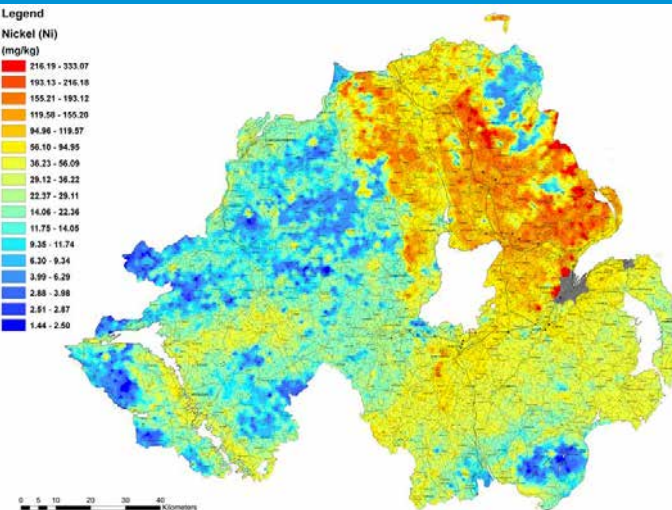 Legend
Nickel (Ni)
(mg/kg)
216.19 - 333.07
193.13 - 216.18
155.21 - 193.12
119.58 - 155.20
94.96 - 119.57
56.10 - 94.95
36.23 - 56.09
29.12 - 36.22
22.37 - 29.11
14.06 - 22.36
11.75 - 14.05
9.35 - 11.74
6.30 - 9.34
3.99 - 6.29
2.88 - 3.98
2.51 - 2.87
1.44 - 2.50
0 5 10 20 30 40
Kilometers